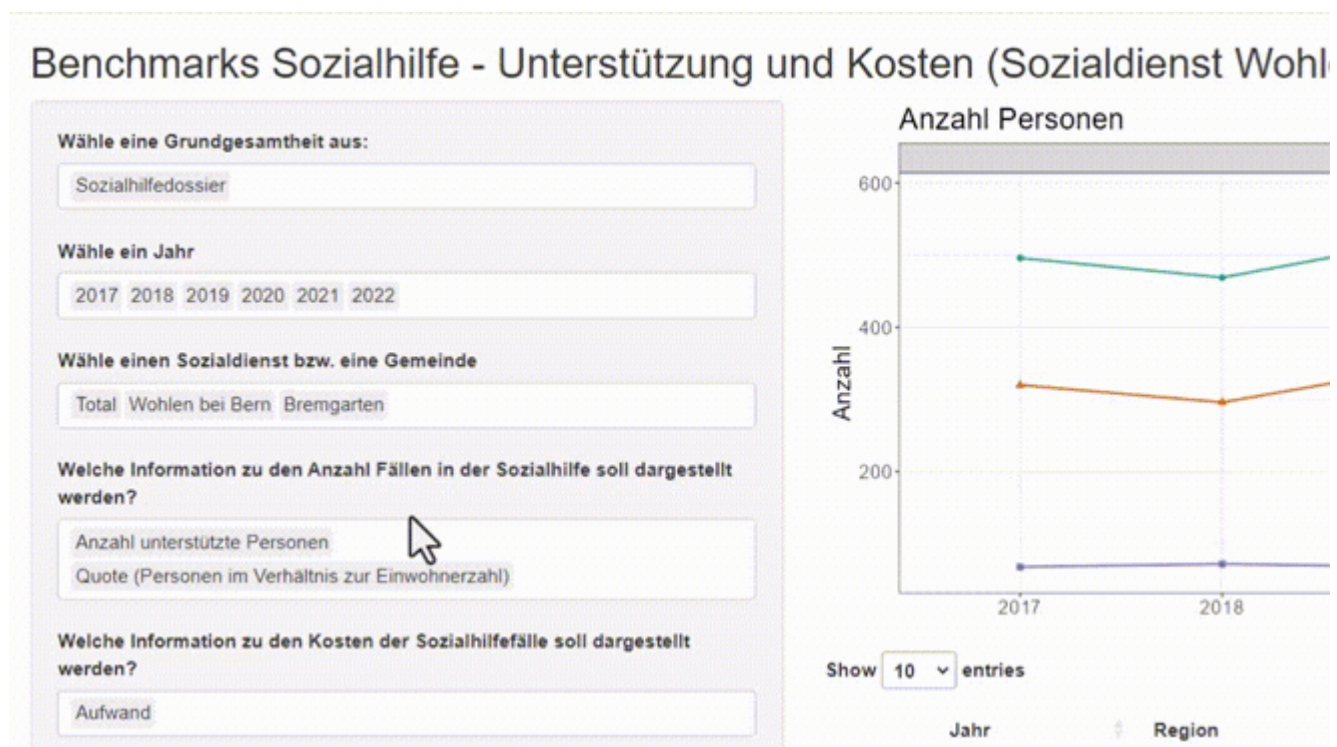 Benchmarks Sozialhilfe - Unterstützung und Kosten (Sozialdienst Wohl
Wähle eine Grundgesamtheit aus:
Sozialhilfedossier
Wähle ein Jahr
2017 2018 2019 2020 2021 2022
Wähle einen Sozialdienst bzw. eine Gemeinde
Total Wohlen bei Bern Bremgarten
Welche Information zu den Anzahl Fällen in der Sozialhilfe soll dargestellt
werden?
Anzahl unterstützte Personen
Quote (Personen im Verhältnis zur Einwohnerzahl)
Welche Information zu den Kosten der Sozialhilfefälle soll dargestellt
werden?
Aufwand
Anzahl Personen
600
400
200
Anzahl
2017 2018
Show 10 entries
Jahr Region